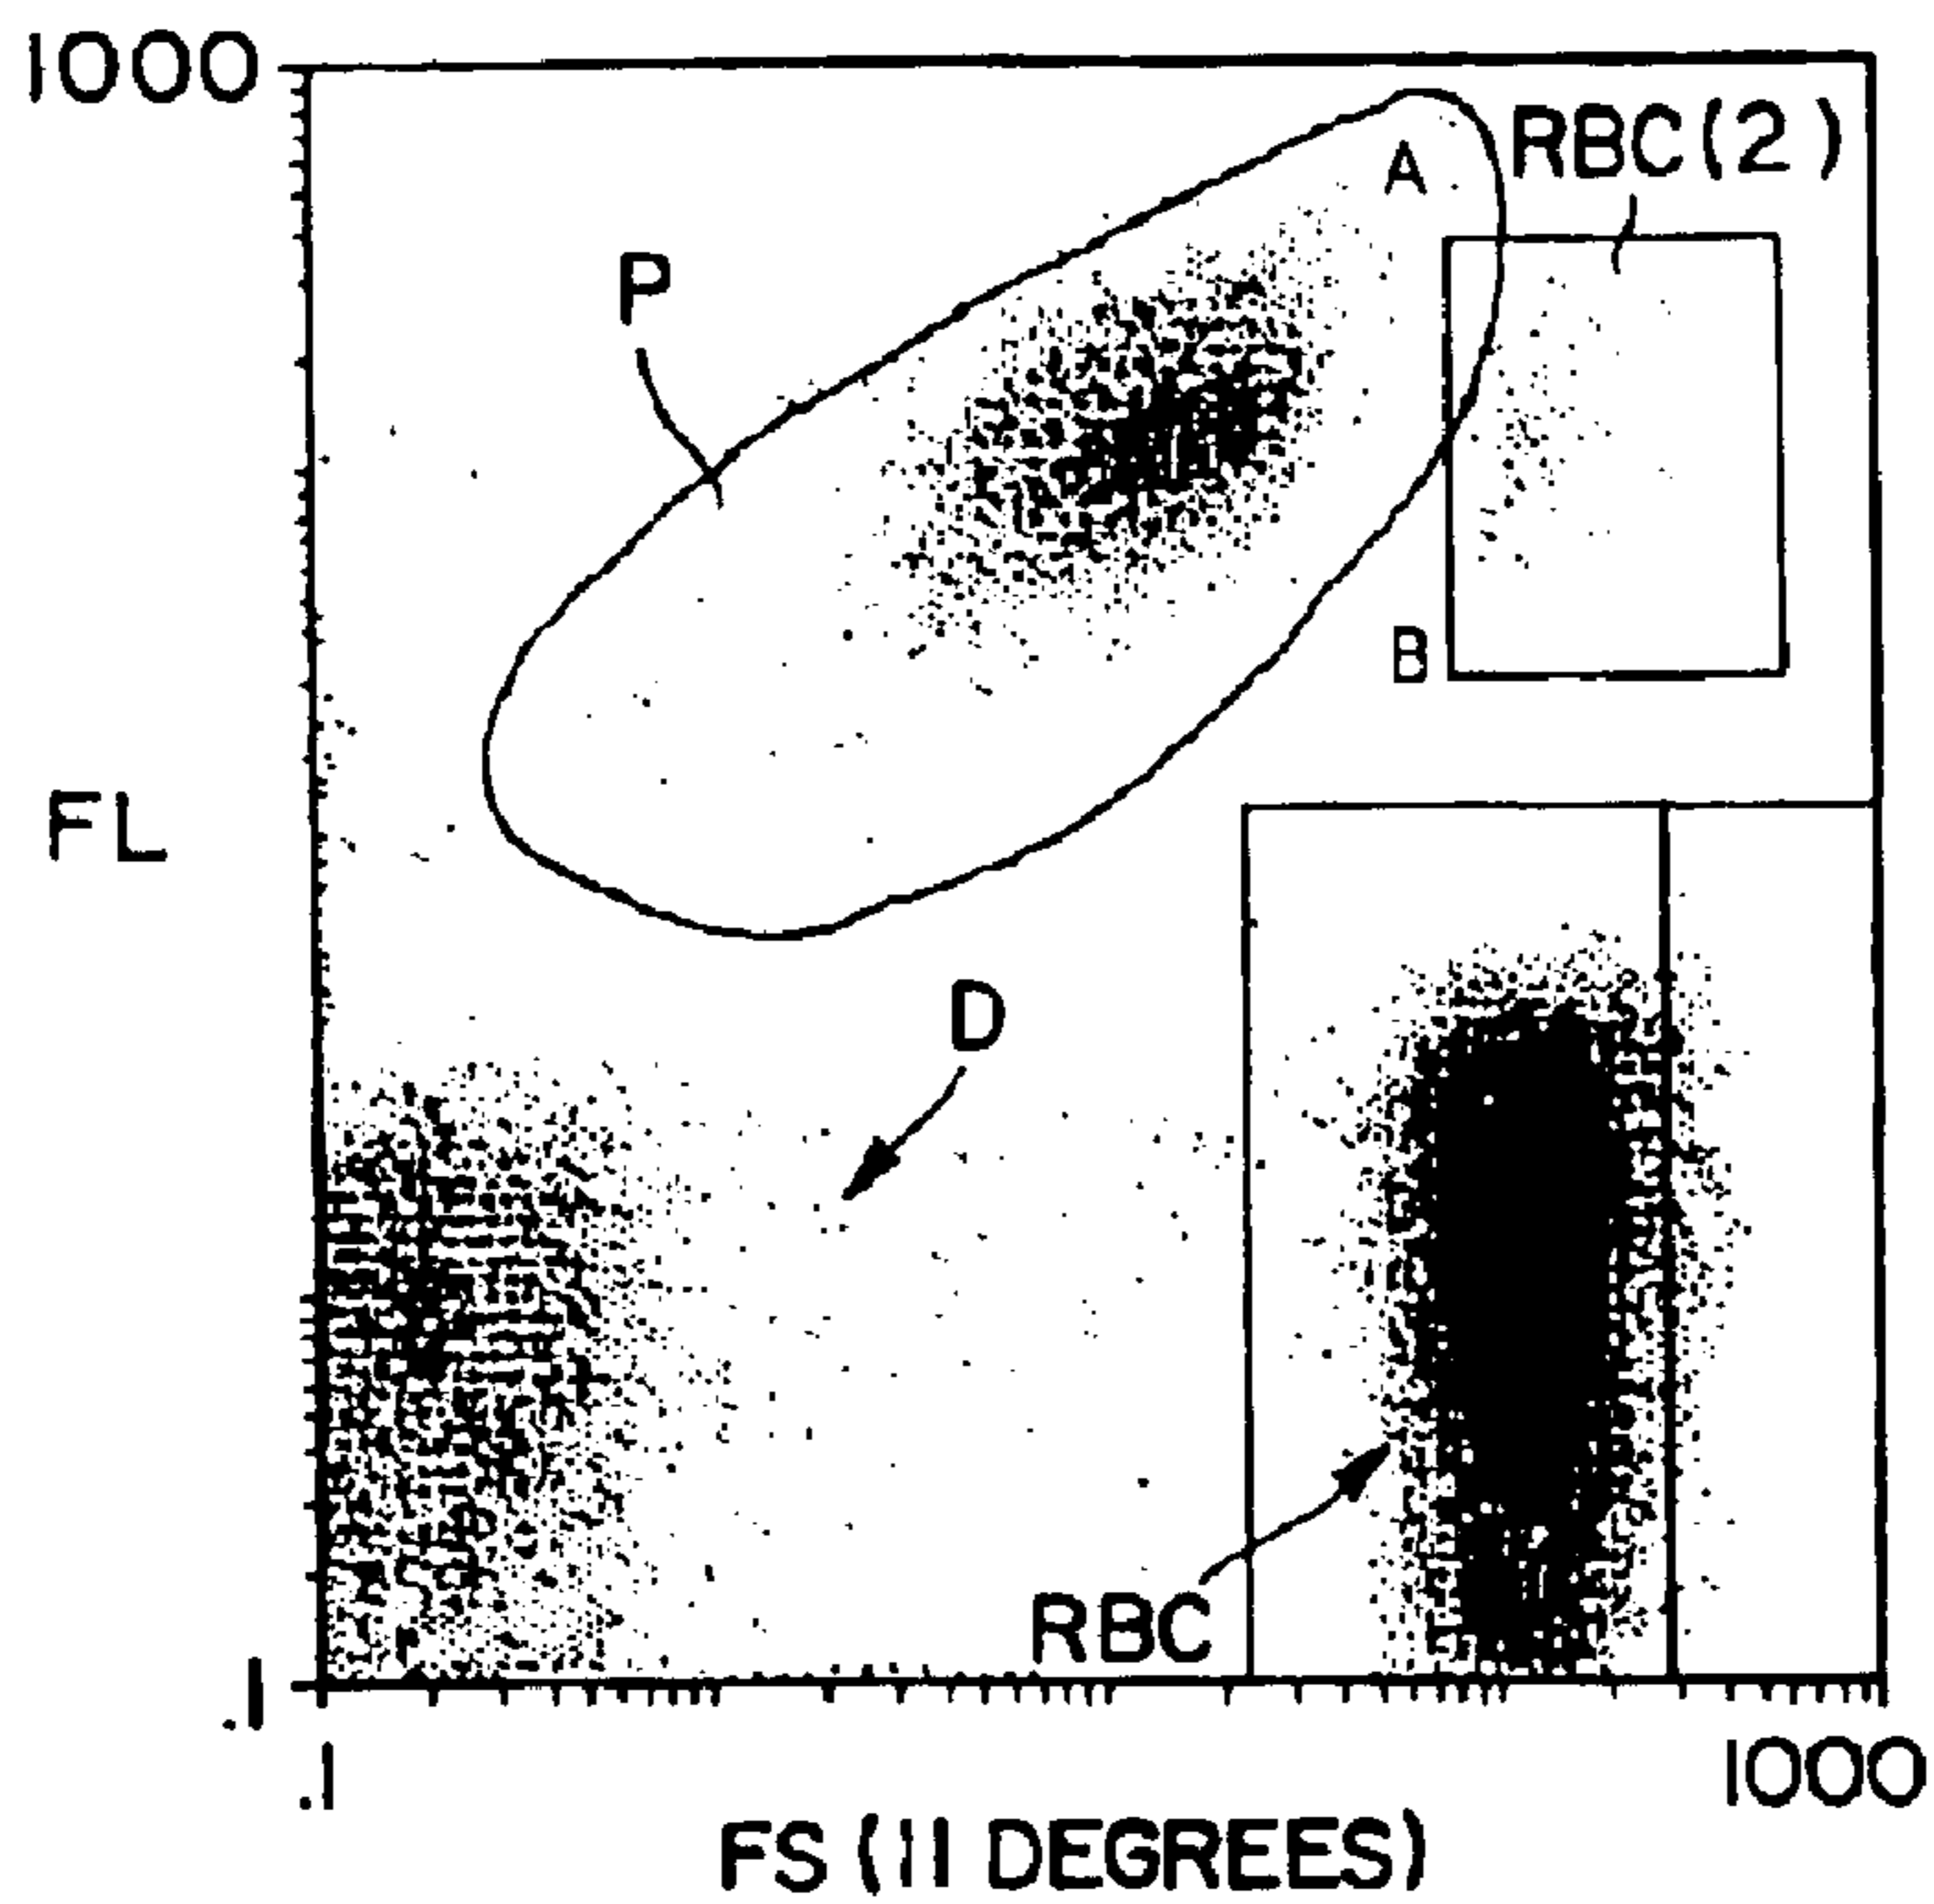 1000
RBC(2)
A
P
B
FL
D
RBC
.1
.1
1000
FS (11 DEGREES)